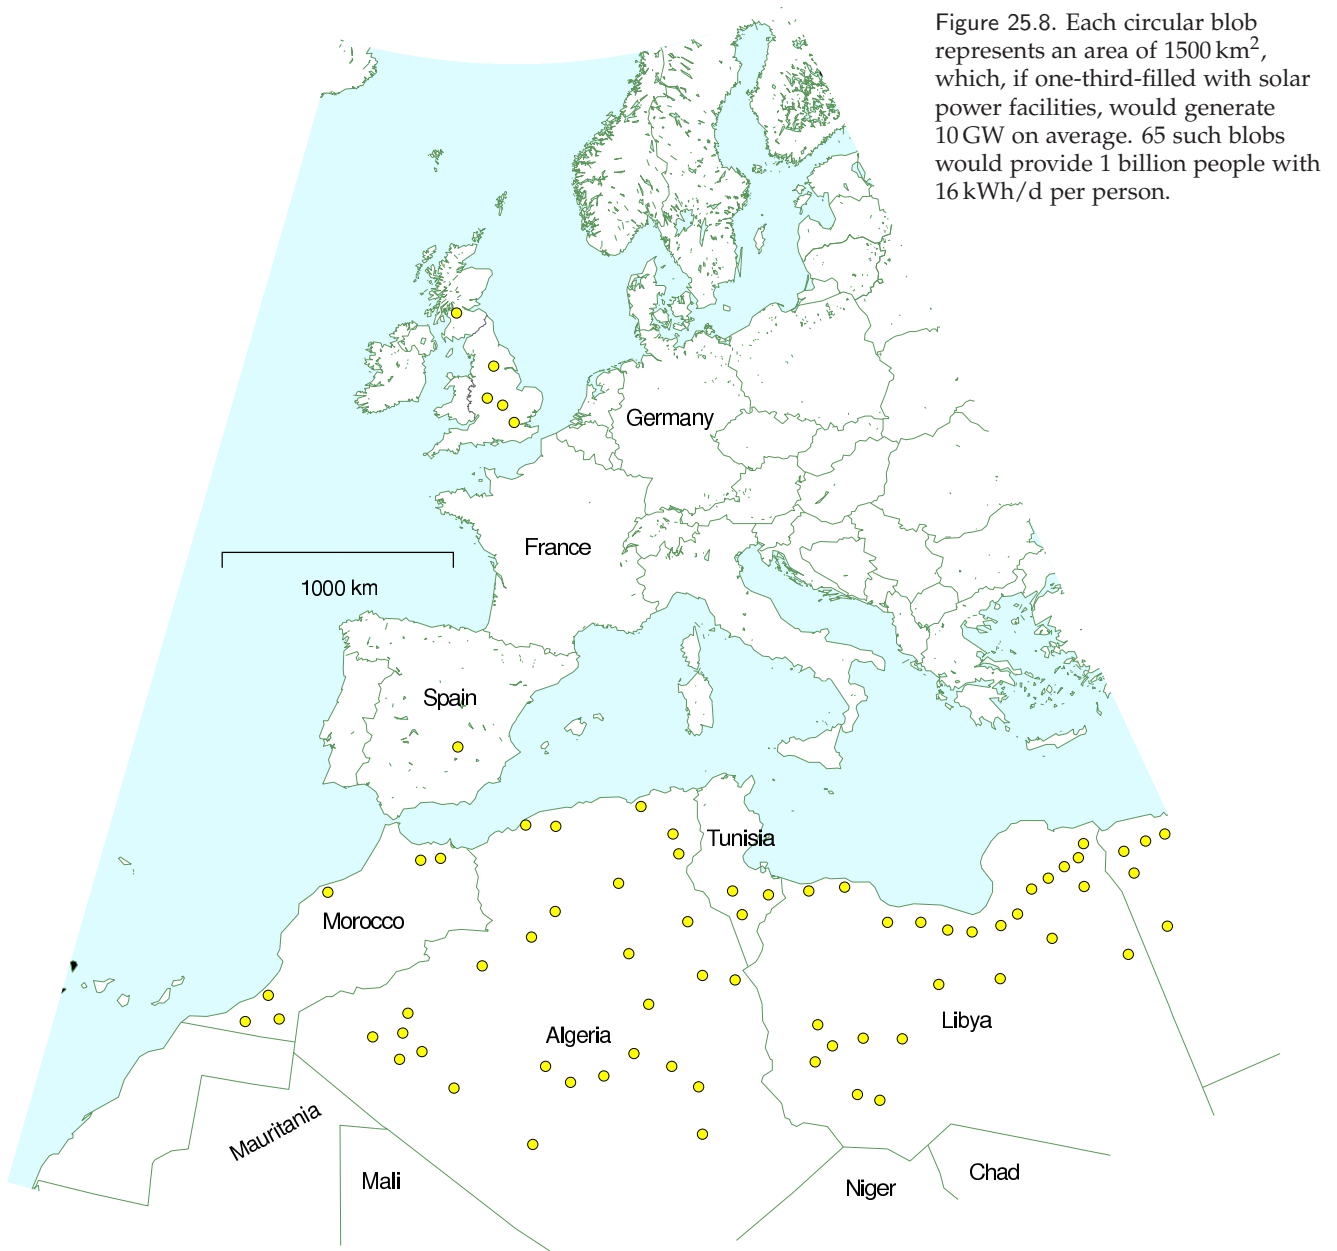 Figure 25.8. Each circular blob
represents an area of 1500 km²,
which, if one-third-filled with solar
power facilities, would generate
10 GW on average. 65 such blobs
would provide 1 billion people with
16 kWh/d per person.
Germany
France
1000 km
Spain
Tunisia
Morocco
Algeria
Libya
Mauritania
Mali
Niger
Chad